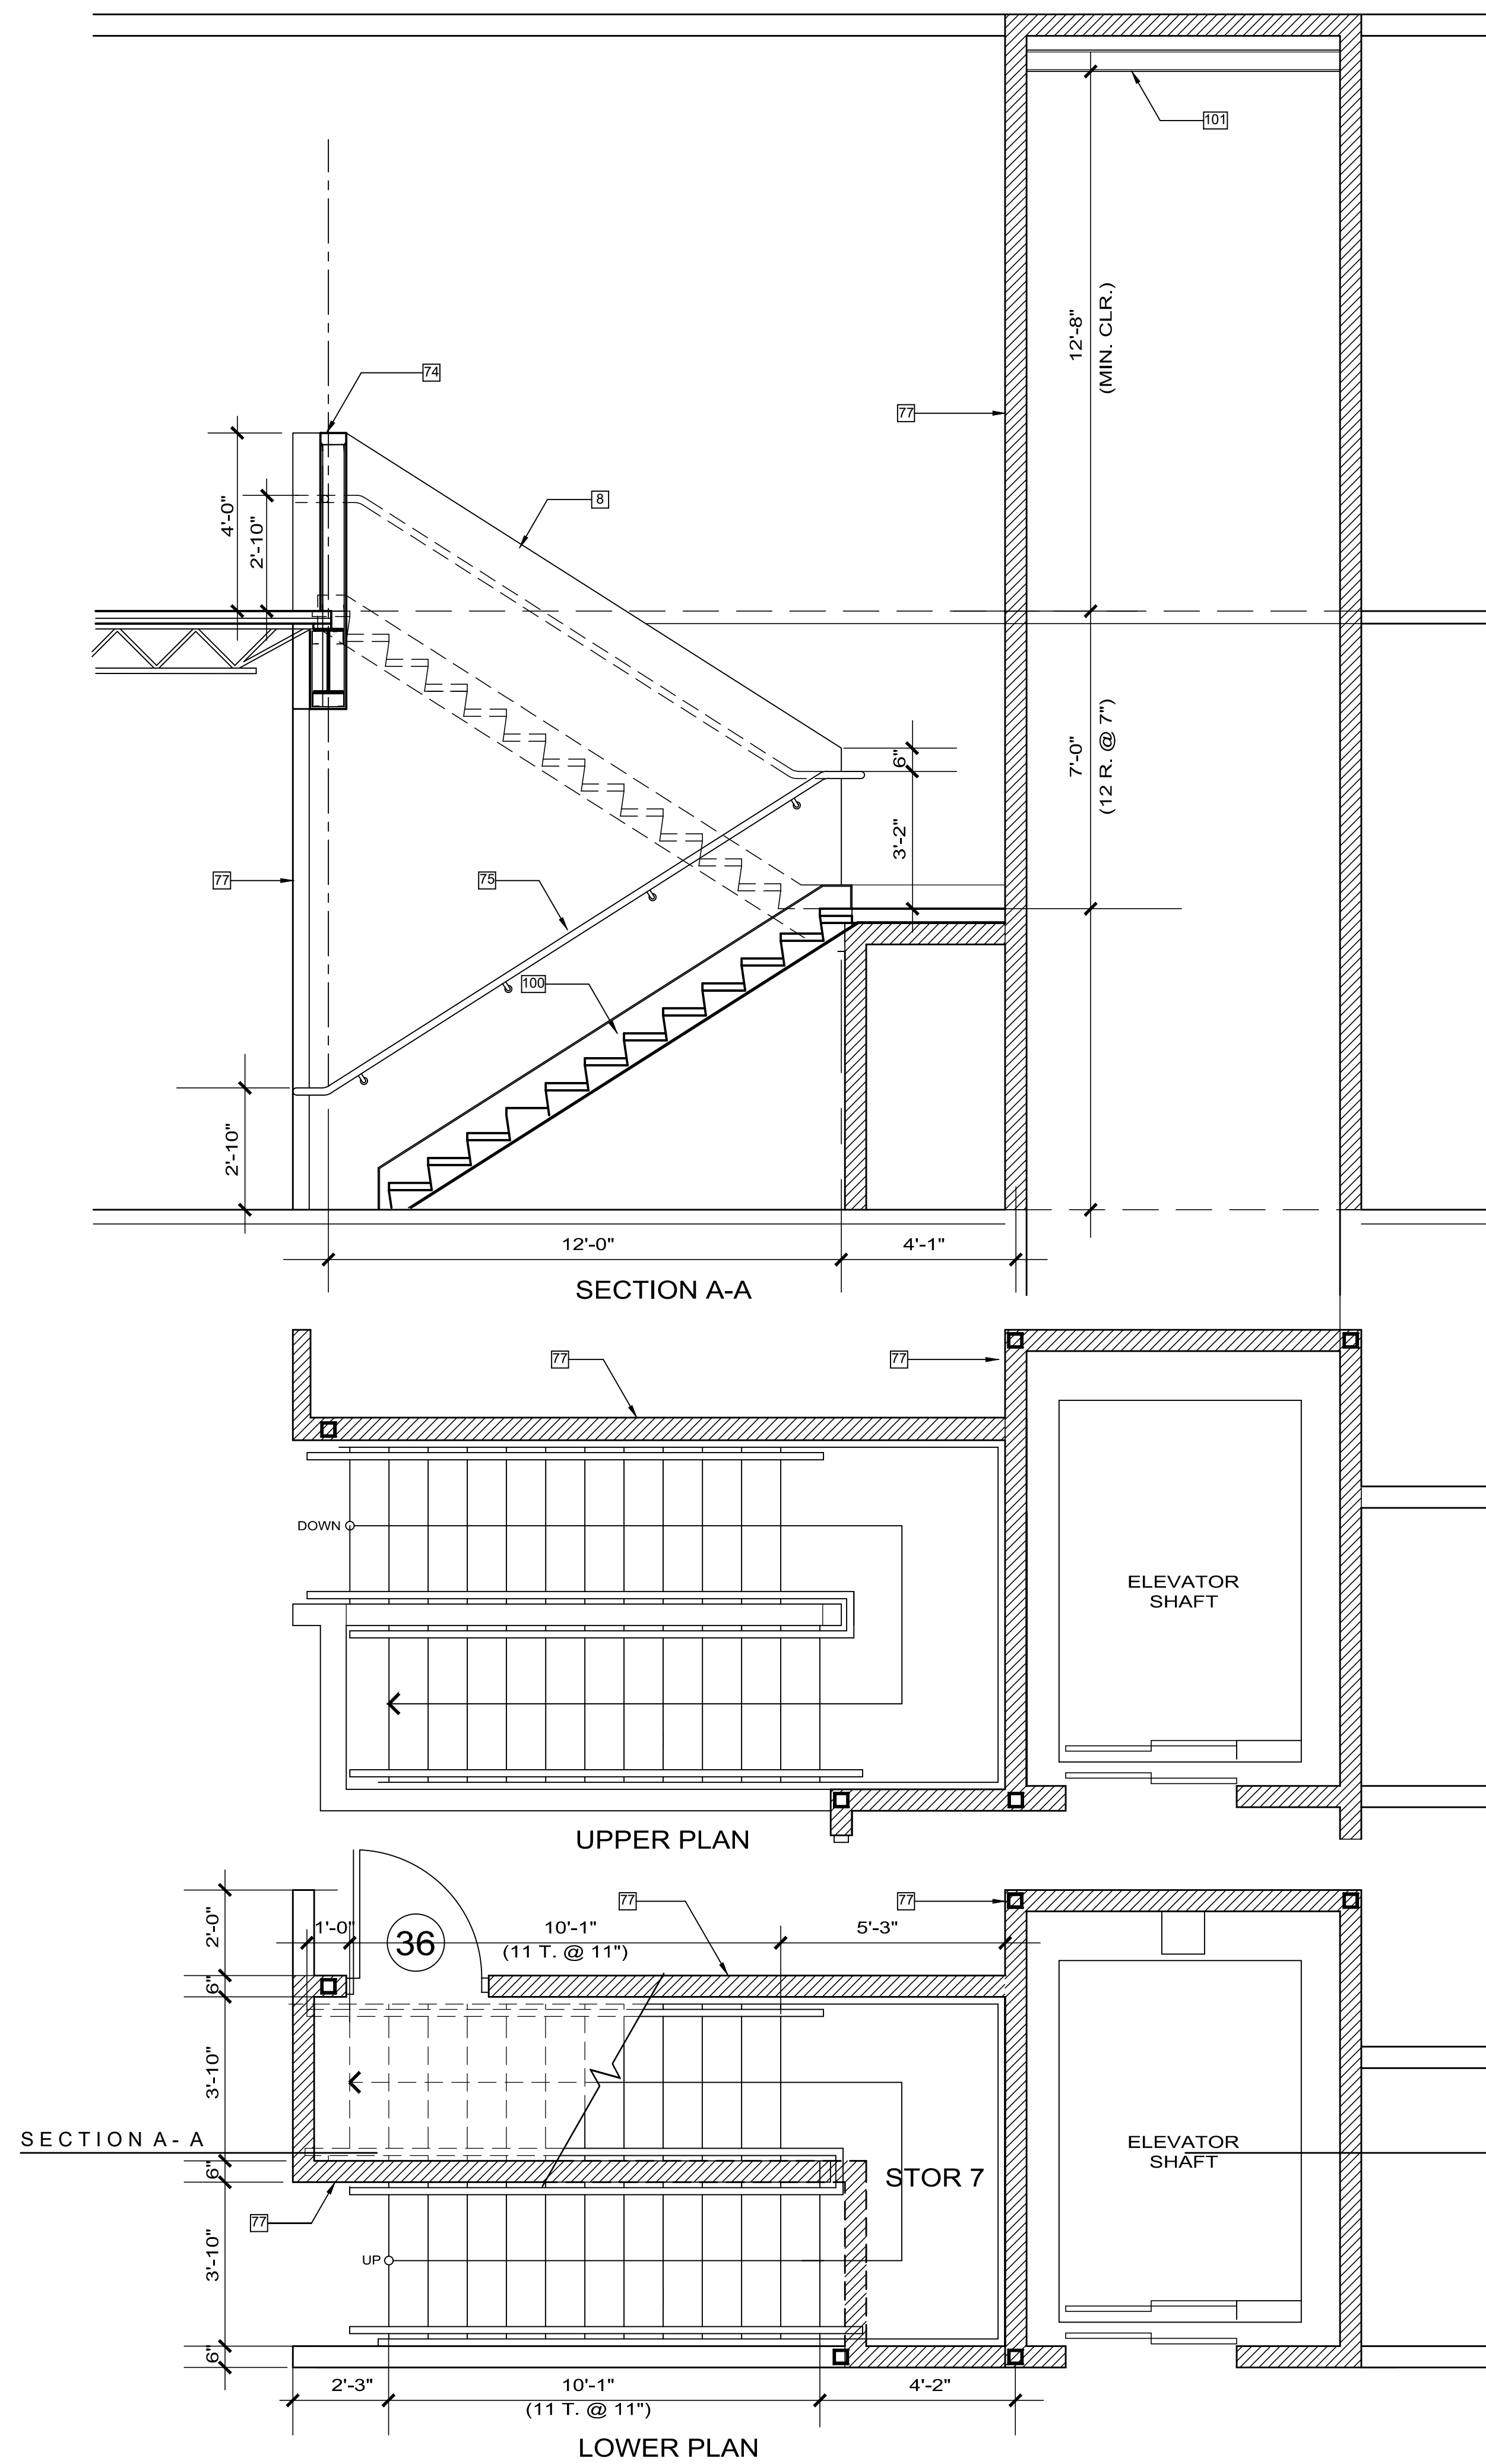 101
12'-8"
(MIN. CLR.)
74
77
8
4'-0"
2'-10"
7'-0"
(12 R. @ 7")
6"
3'-2"
77
75
100
2'-10"
12'-0"
4'-1"
SECTION A-A
77
77
DOWN
ELEVATOR
SHAFT
UPPER PLAN
77
77
2'-0"
1'-0"
36
10'-1"
(11 T. @ 11")
5'-3"
6"
3'-10"
SECTION A-A
ELEVATOR
SHAFT
6"
STOR 7
77
3'-10"
UP
6"
2'-3"
10'-1"
(11 T. @ 11")
4'-2"
LOWER PLAN